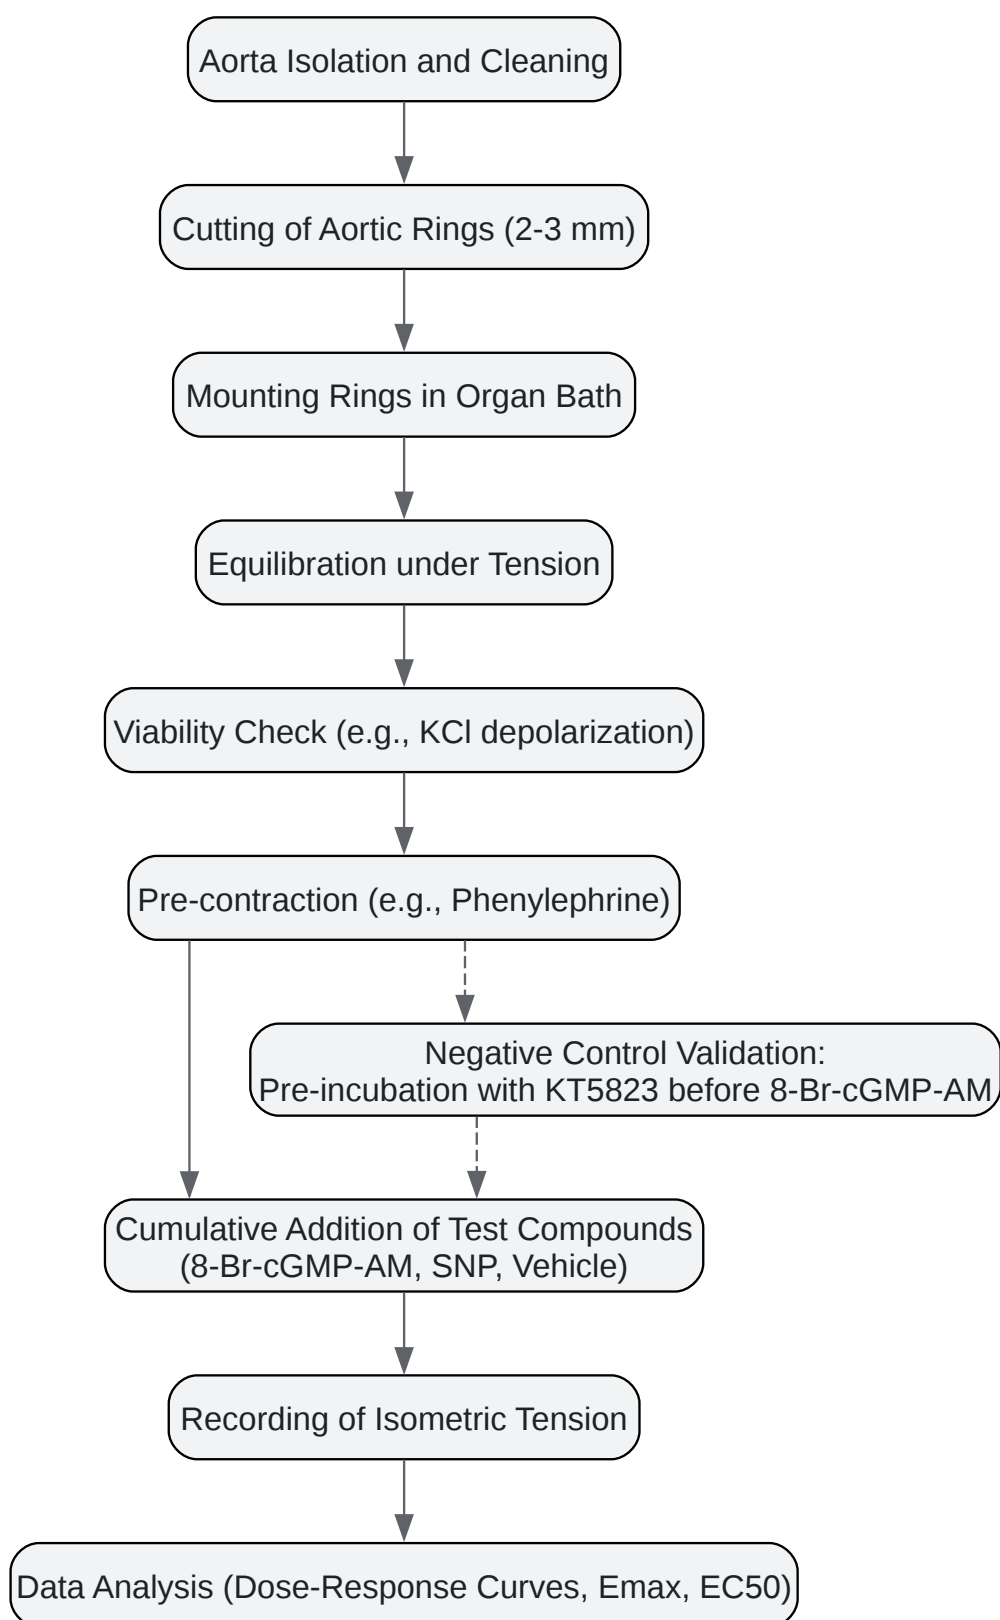 Aorta Isolation and Cleaning
Cutting of Aortic Rings (2-3 mm)
Mounting Rings in Organ Bath
Equilibration under Tension
Viability Check (e.g., KCl depolarization)
Pre-contraction (e.g., Phenylephrine)
Negative Control Validation:
Pre-incubation with KT5823 before 8-Br-cGMP-AM
Cumulative Addition of Test Compounds
(8-Br-cGMP-AM, SNP, Vehicle)
Recording of Isometric Tension
Data Analysis (Dose-Response Curves, Emax, EC50)